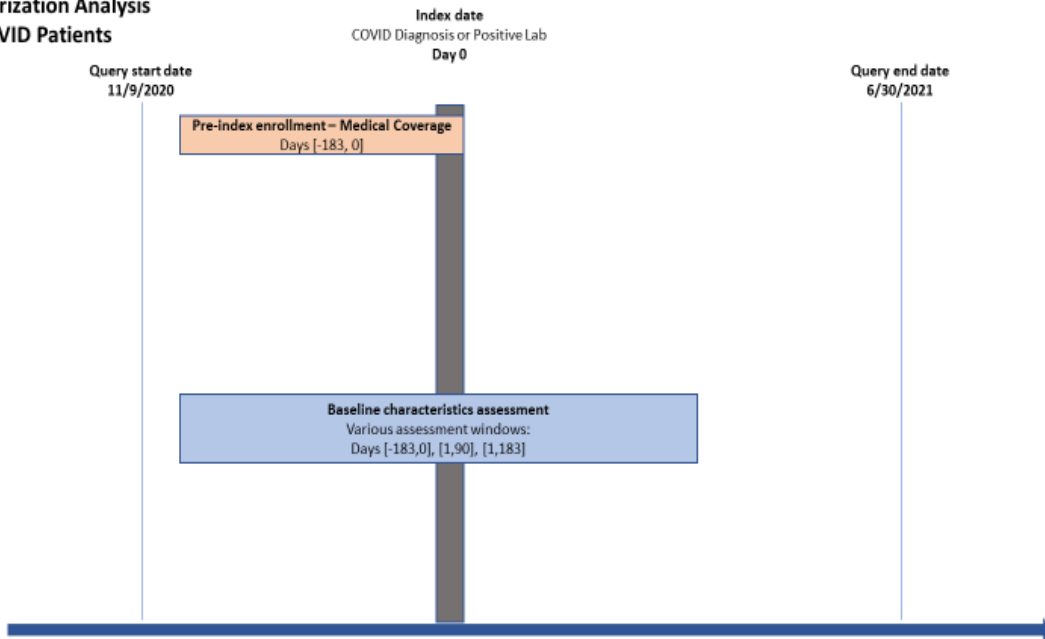 rization Analysis
VID Patients
Index date
COVID Diagnosis or Positive Lab
Day 0
Query start date
11/9/2020
Query end date
6/30/2021
Pre-index enrollment – Medical Coverage
Days [-183, 0]
Baseline characteristics assessment
Various assessment windows:
Days [-183,0], [1,90], [1,183]